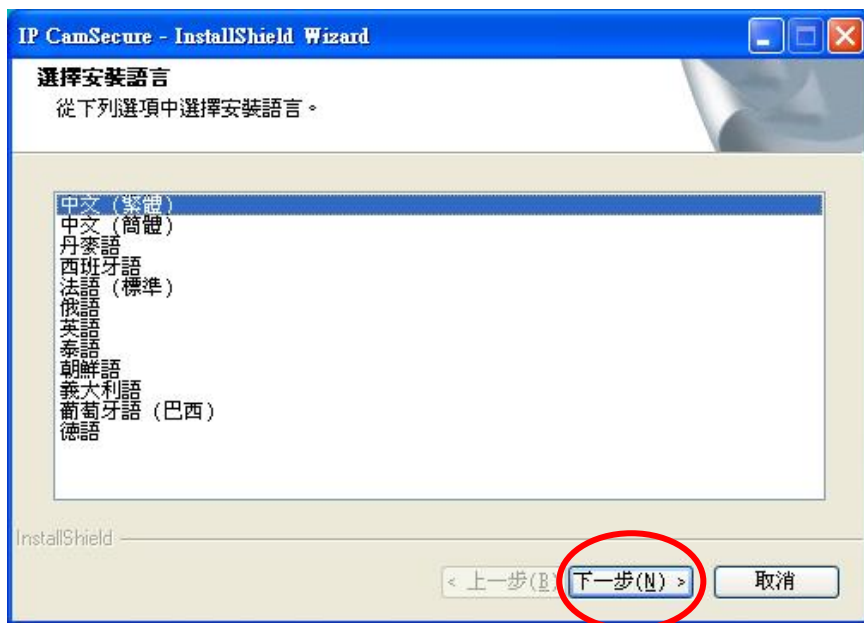 IP CamSecure - InstallShield Wizard
選擇安裝語言
從下列選項中選擇安裝語言。
中文 (繁體)
中文 (簡體)
丹麥語
西班牙語
法語 (標準)
俄語
英語
泰語
朝鮮語
義大利語
葡萄牙語 (巴西)
德語
InstallShield
< 上一步(B) 下一步(N) > 取消